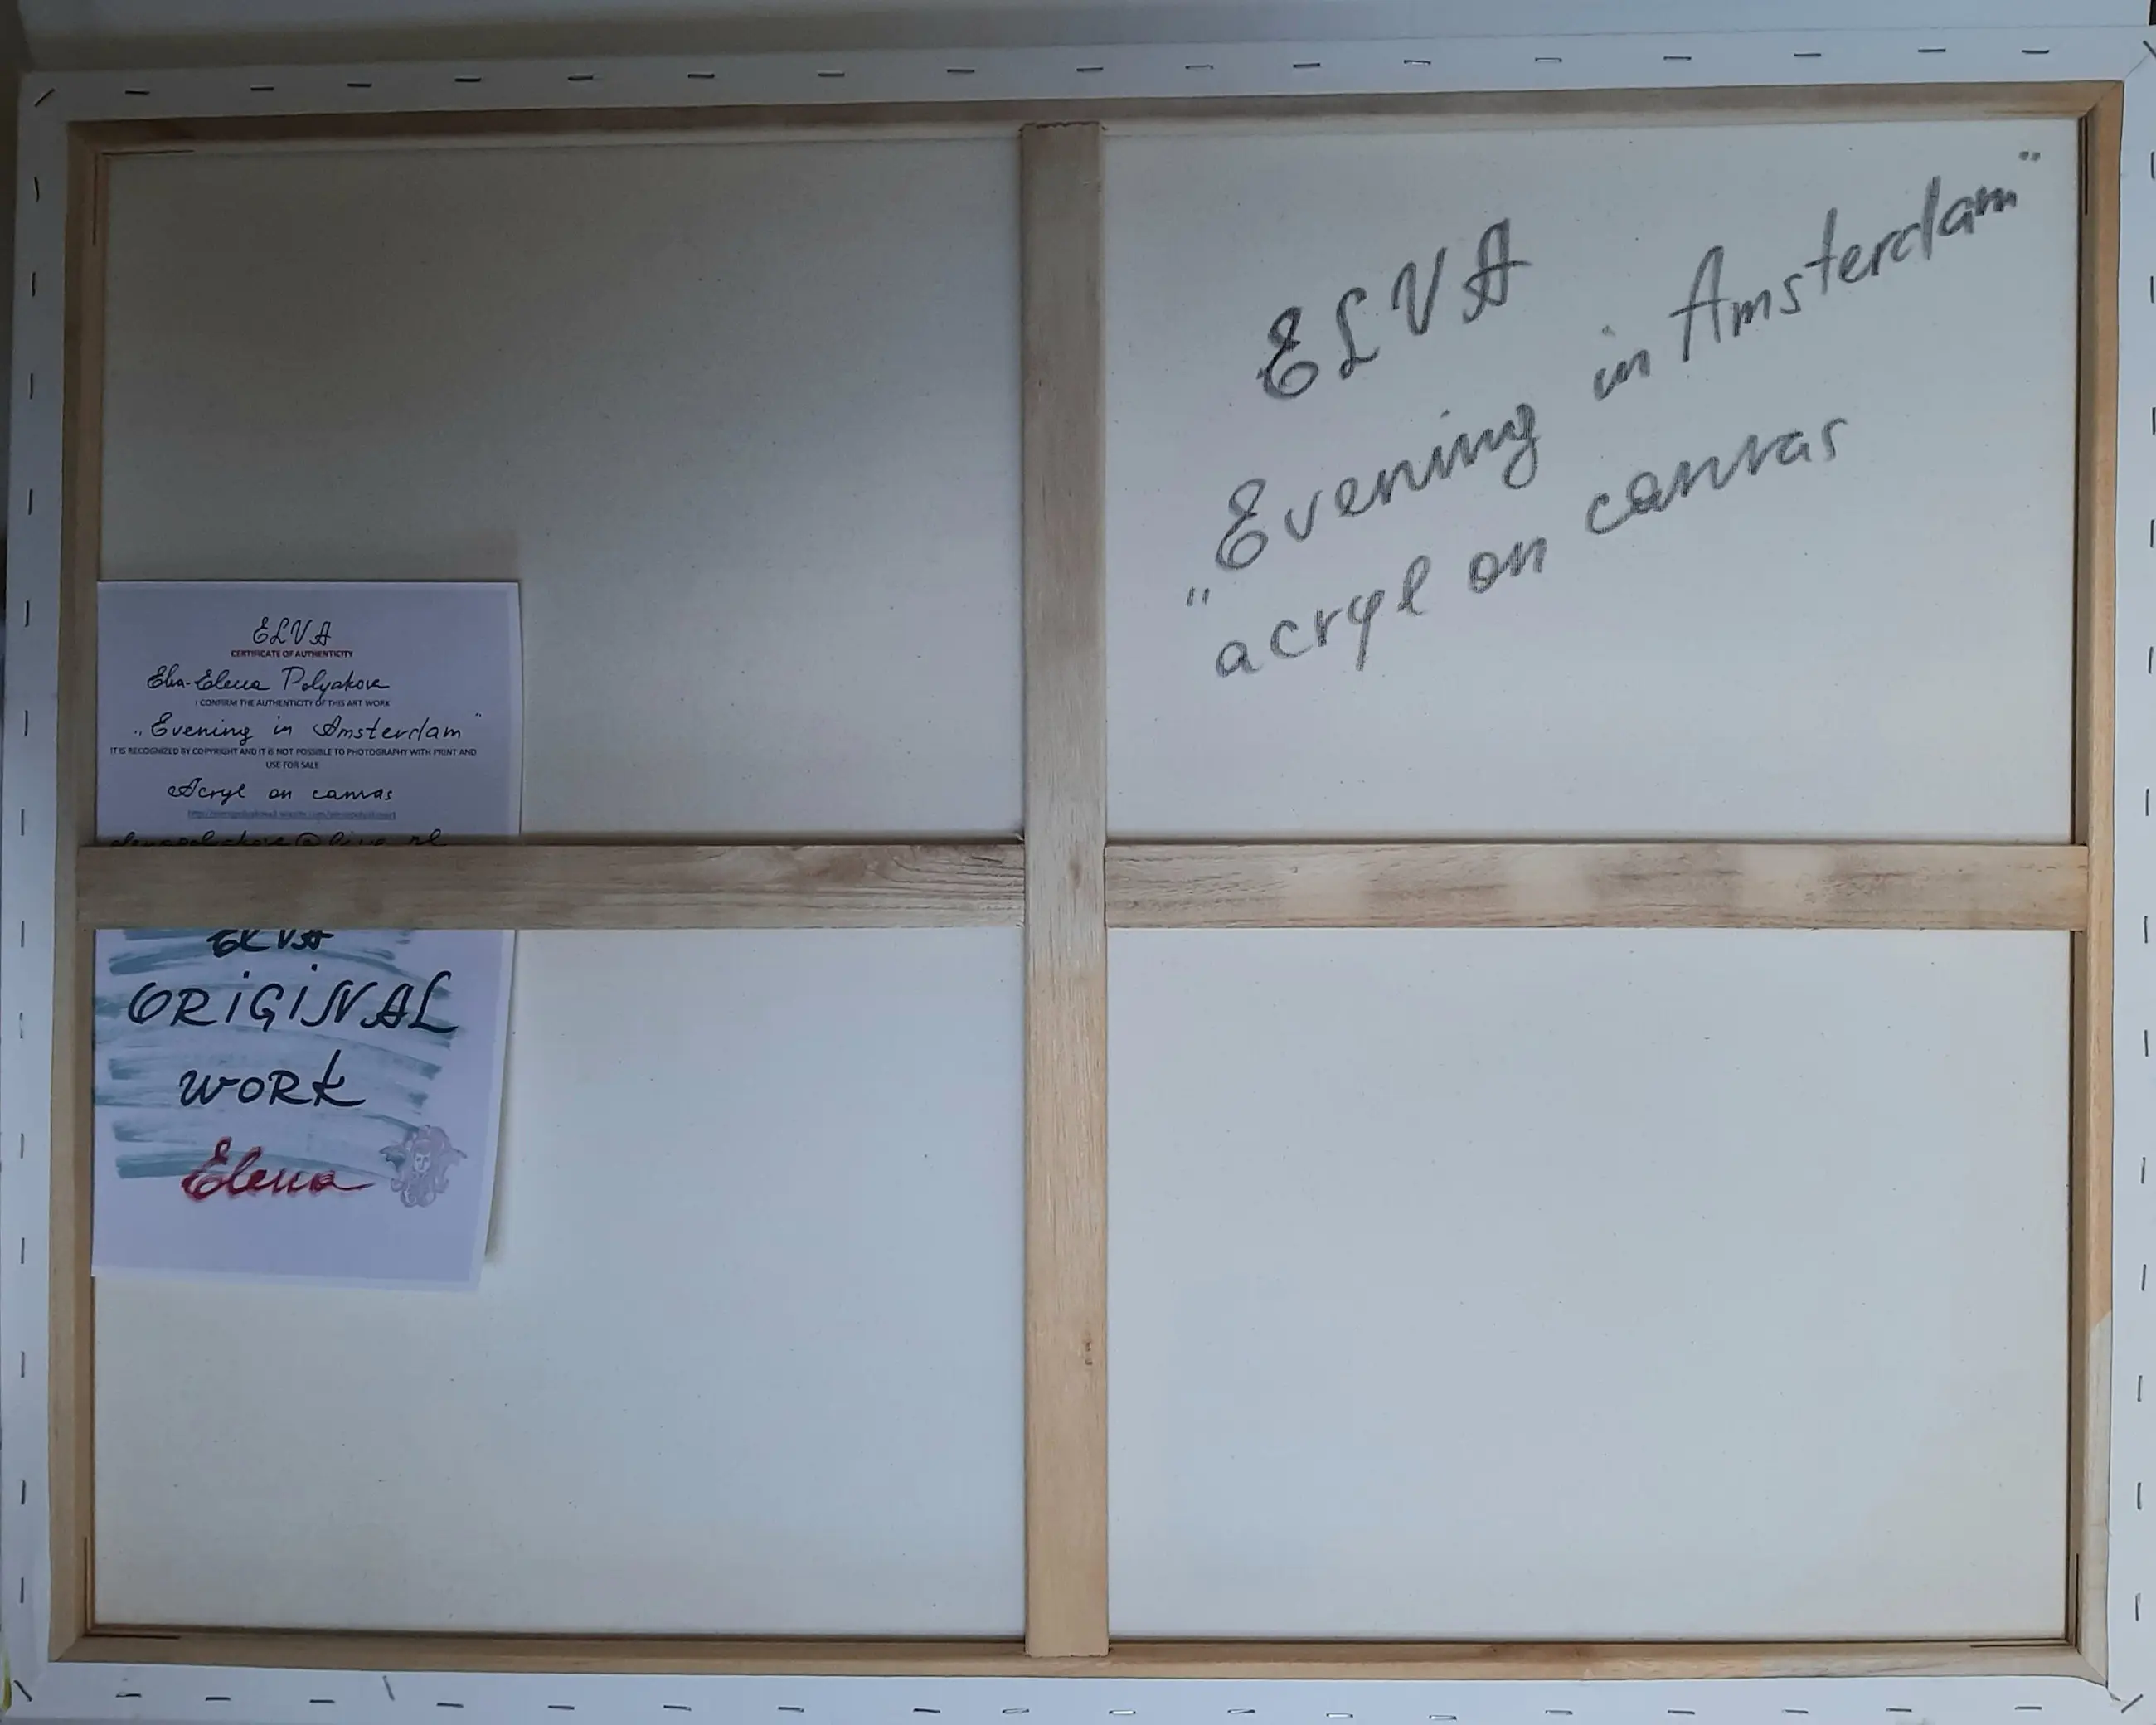 ELVA
"Evening in Amsterdam"
acryl on canvas
ELVA
CERTIFICATE OF AUTHENTICITY
Elva-Elena Polyakova
I CONFIRM THE AUTHENTICITY OF THIS ART WORK
„Evening in Amsterdam"
IT IS RECOGNIZED BY COPYRIGHT AND IT IS NOT POSSIBLE TO PHOTOGRAPHY WITH PRINT AND
USE FOR SALE
Acryl on canvas
ELVA
ORIGINAL
WORK
Elena